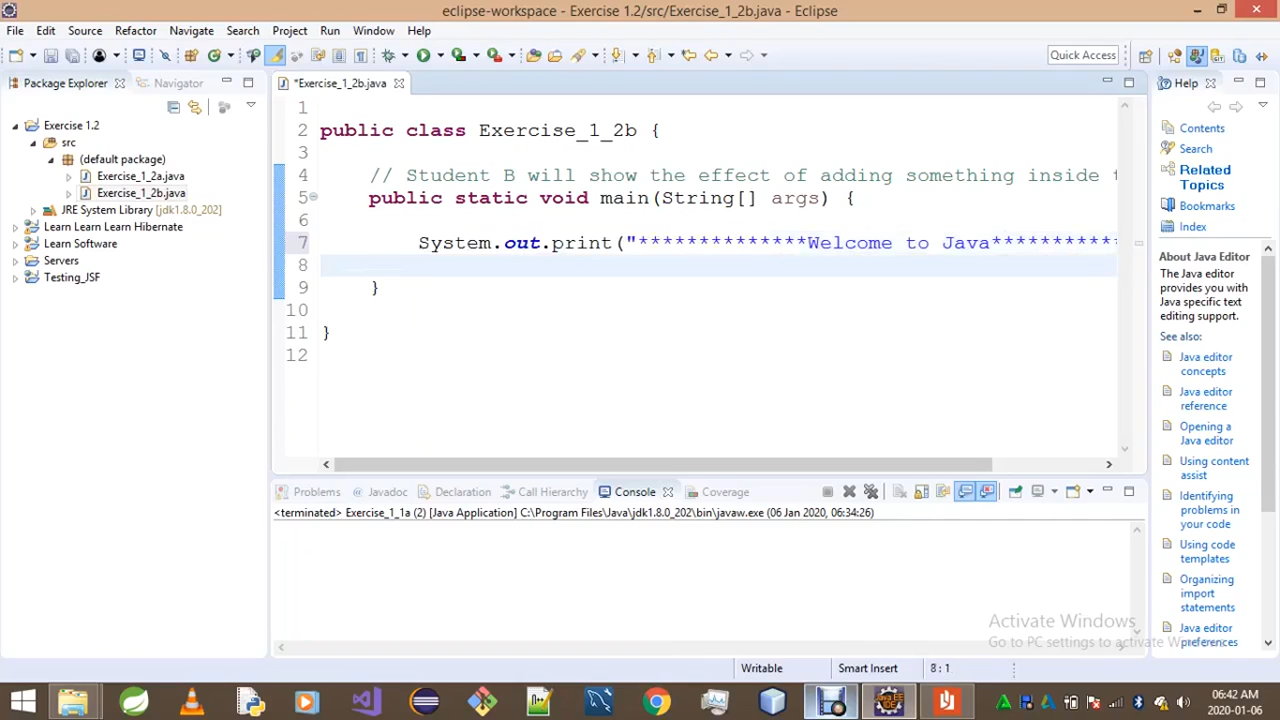 eclipse-workspace - Exercise 1.2/src/Exercise_1_2b.java - Eclipse
File Edit Source Refactor Navigate Search Project Run Window Help
Quick Access
Package Explorer
Navigator
Exercise 1.2
src
(default package)
Exercise_1_2a.java
Exercise_1_2b.java
JRE System Library [jdk1.8.0_202]
Learn Learn Learn Hibernate
Learn Software
Servers
Testing_JSF
*Exercise_1_2b.java
1
2 public class Exercise_1_2b {
3
4 // Student B will show the effect of adding something inside
5 public static void main(String[] args) {
6
7 System.out.print("**************Welcome to Java**********
8
9 }
10
11 }
12
Problems Javadoc Declaration Call Hierarchy Console Coverage
<terminated> Exercise_1_1a (2) [Java Application] C:\Program Files\Java\jdk1.8.0_202\bin\javaw.exe (06 Jan 2020, 06:34:26)
Help
Contents
Search
Related
Topics
Bookmarks
Index
About Java Editor
The Java editor
provides you with
Java specific text
editing support.
See also:
Java editor
concepts
Java editor
reference
Opening a
Java editor
Using content
assist
Identifying
problems in
your code
Using code
templates
Organizing
import
statements
Java editor
preferences
Activate Windows
Go to PC settings to activate Windows.
Writable
Smart Insert
8 : 1
06:42 AM
2020-01-06